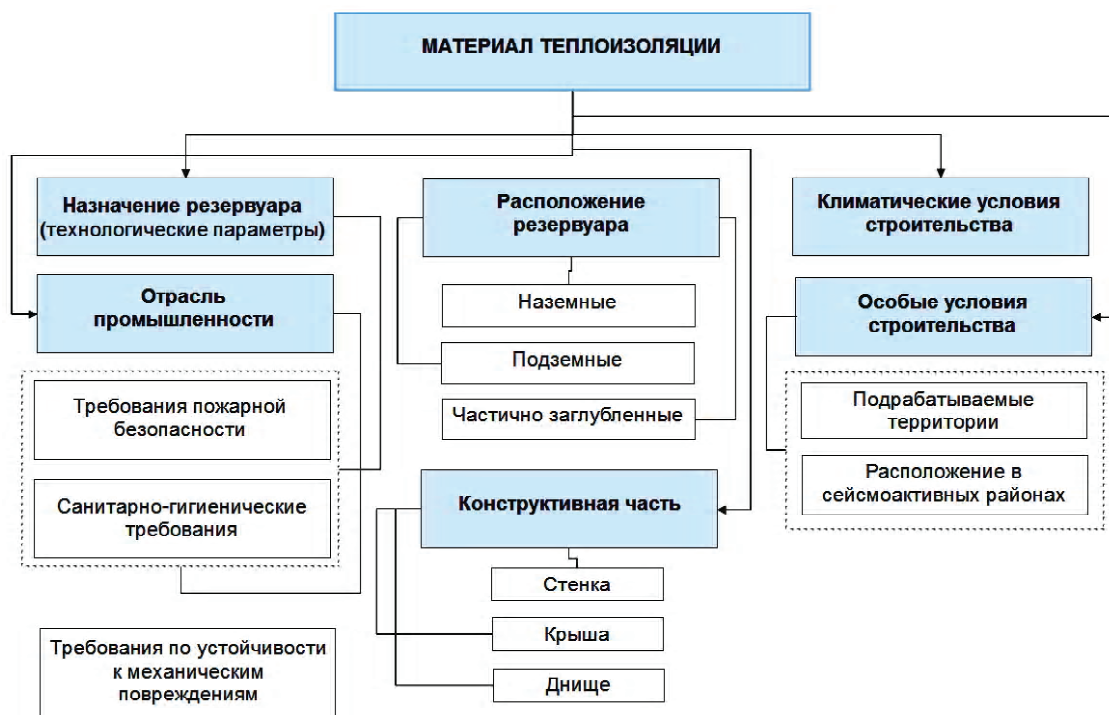 МАТЕРИАЛ ТЕПЛОИЗОЛЯЦИИ
Назначение резервуара
(технологические параметры)
Отрасль
промышленности
Требования пожарной
безопасности
Санитарно-гигиенические
требования
Требования по устойчивости
к механическим
повреждениям
Расположение
резервуара
Наземные
Подземные
Частично заглубленные
Конструктивная часть
Стенка
Крыша
Днище
Климатические условия
строительства
Особые условия
строительства
Подрабатываемые
территории
Расположение в
сейсмоактивных районах